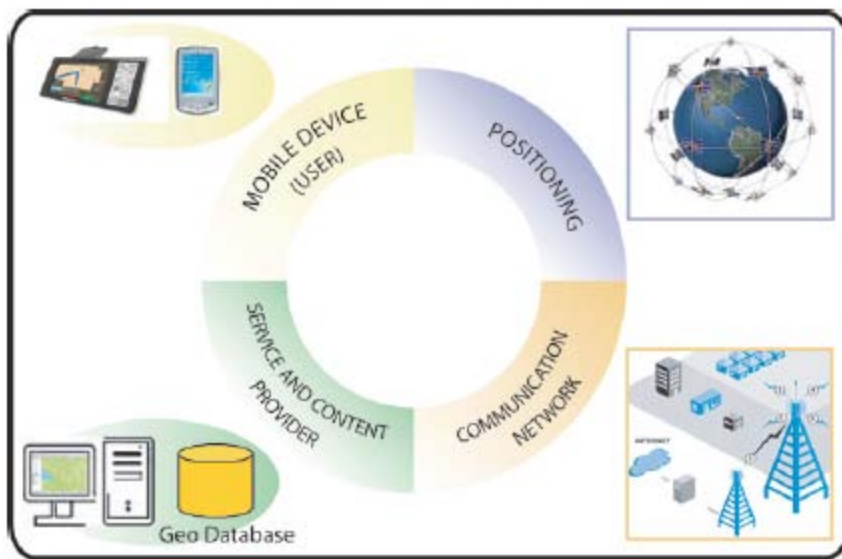 MOBILE DEVICE
(USER)
POSITIONING
SERVICE AND CONTENT
PROVIDER
COMMUNICATION
NETWORK
INTERNET
Geo Database